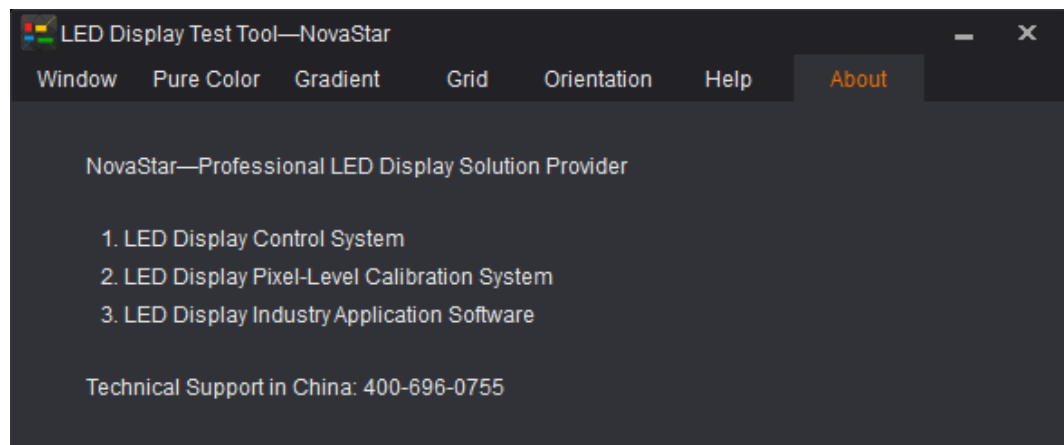 LED Display Test Tool—NovaStar
Window Pure Color Gradient Grid Orientation Help About
NovaStar—Professional LED Display Solution Provider
1. LED Display Control System
2. LED Display Pixel-Level Calibration System
3. LED Display Industry Application Software
Technical Support in China: 400-696-0755